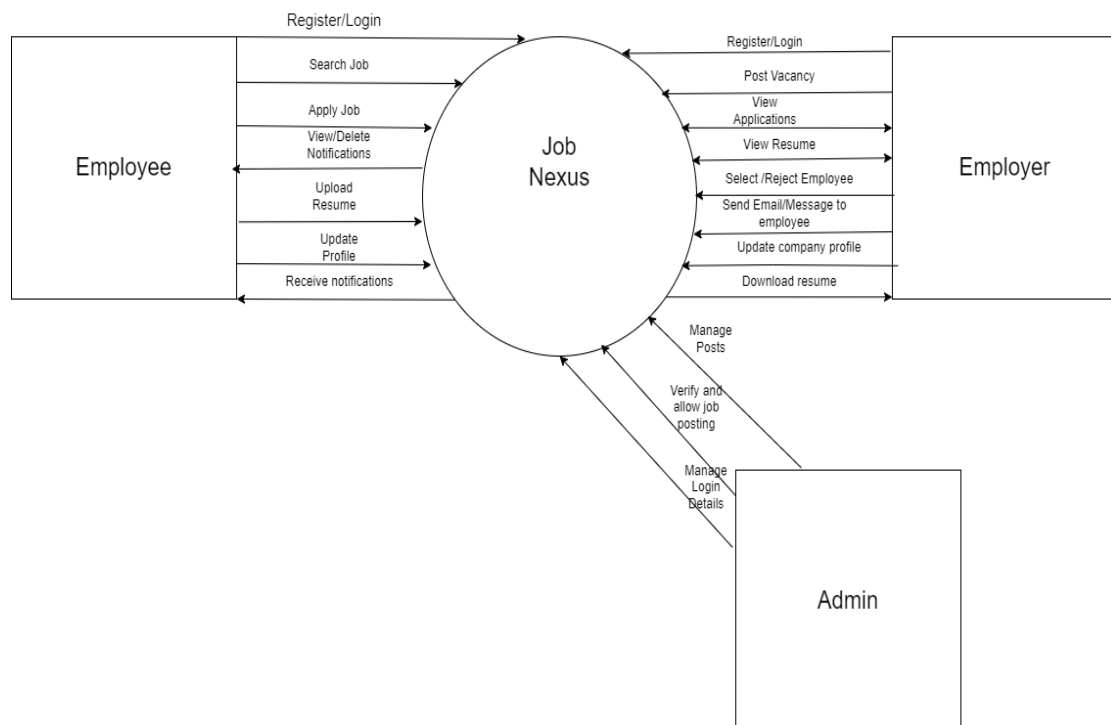 Register/Login
Search Job
Apply Job
View/Delete
Notifications
Upload
Resume
Update
Profile
Receive notifications
Employee
Job
Nexus
Register/Login
Post Vacancy
View
Applications
View Resume
Select /Reject Employee
Send Email/Message to
employee
Update company profile
Download resume
Employer
Manage
Posts
Verify and
allow job
posting
Manage
Login
Details
Admin